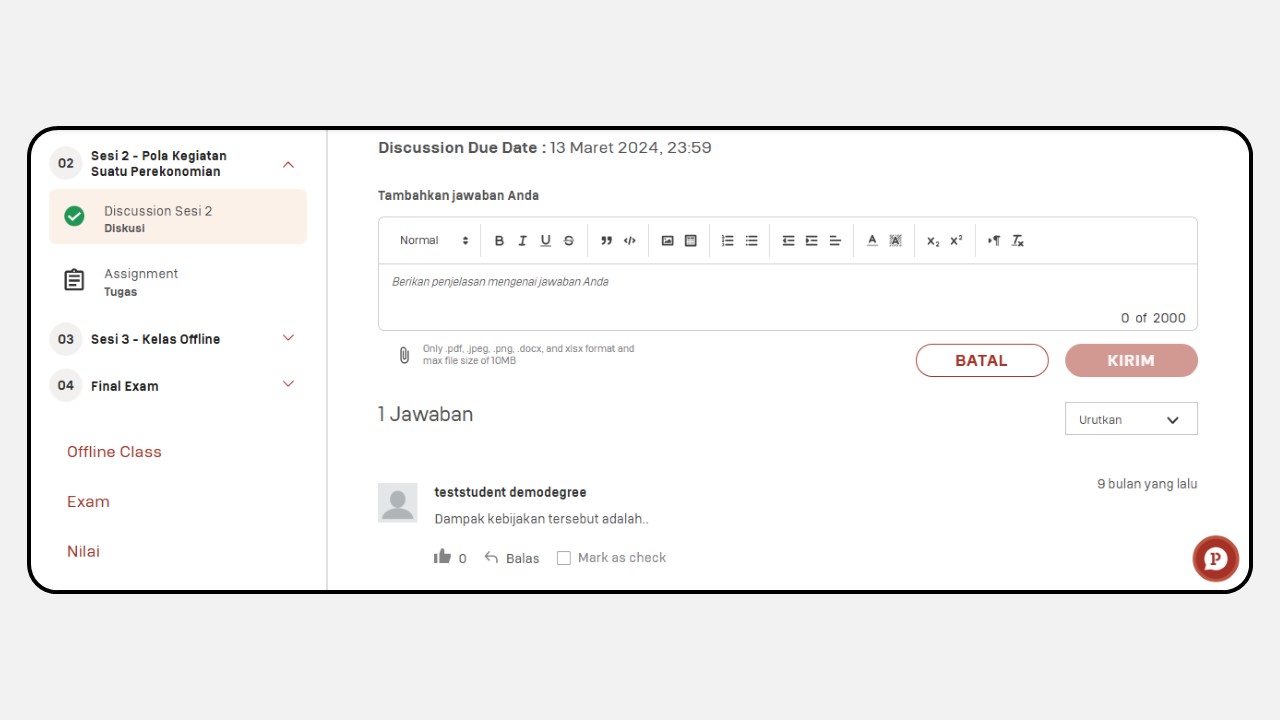 02
Sesi 2 - Pola Kegiatan
Suatu Perekonomian
Discussion Sesi 2
Diskusi
Assignment
Tugas
03
Sesi 3 - Kelas Offline
04
Final Exam
Offline Class
Exam
Nilai
Discussion Due Date : 13 Maret 2024, 23:59
Tambahkan jawaban Anda
Normal
Berikan penjelasan mengenai jawaban Anda
0 of 2000
Only .pdf, .jpeg, .png, .docx, and xlsx format and
max file size of 10MB
BATAL
KIRIM
1 Jawaban
Urutkan
teststudent demodegree
9 bulan yang lalu
Dampak kebijakan tersebut adalah..
0
Balas
Mark as check
P